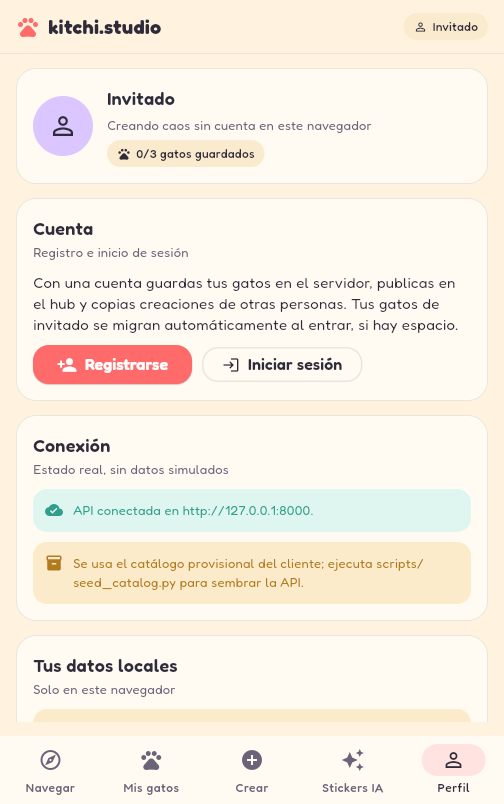 kitchi.studio
Invitado
Invitado
Creando caos sin cuenta en este navegador
0/3 gatos guardados
Cuenta
Registro e inicio de sesión
Con una cuenta guardas tus gatos en el servidor, publicas en
el hub y copias creaciones de otras personas. Tus gatos de
invitado se migran automáticamente al entrar, si hay espacio.
Registrarse
Iniciar sesión
Conexión
Estado real, sin datos simulados
API conectada en http://127.0.0.1:8000.
Se usa el catálogo provisional del cliente; ejecuta scripts/
seed_catalog.py para sembrar la API.
Tus datos locales
Solo en este navegador
Navegar
Mis gatos
Crear
Stickers IA
Perfil